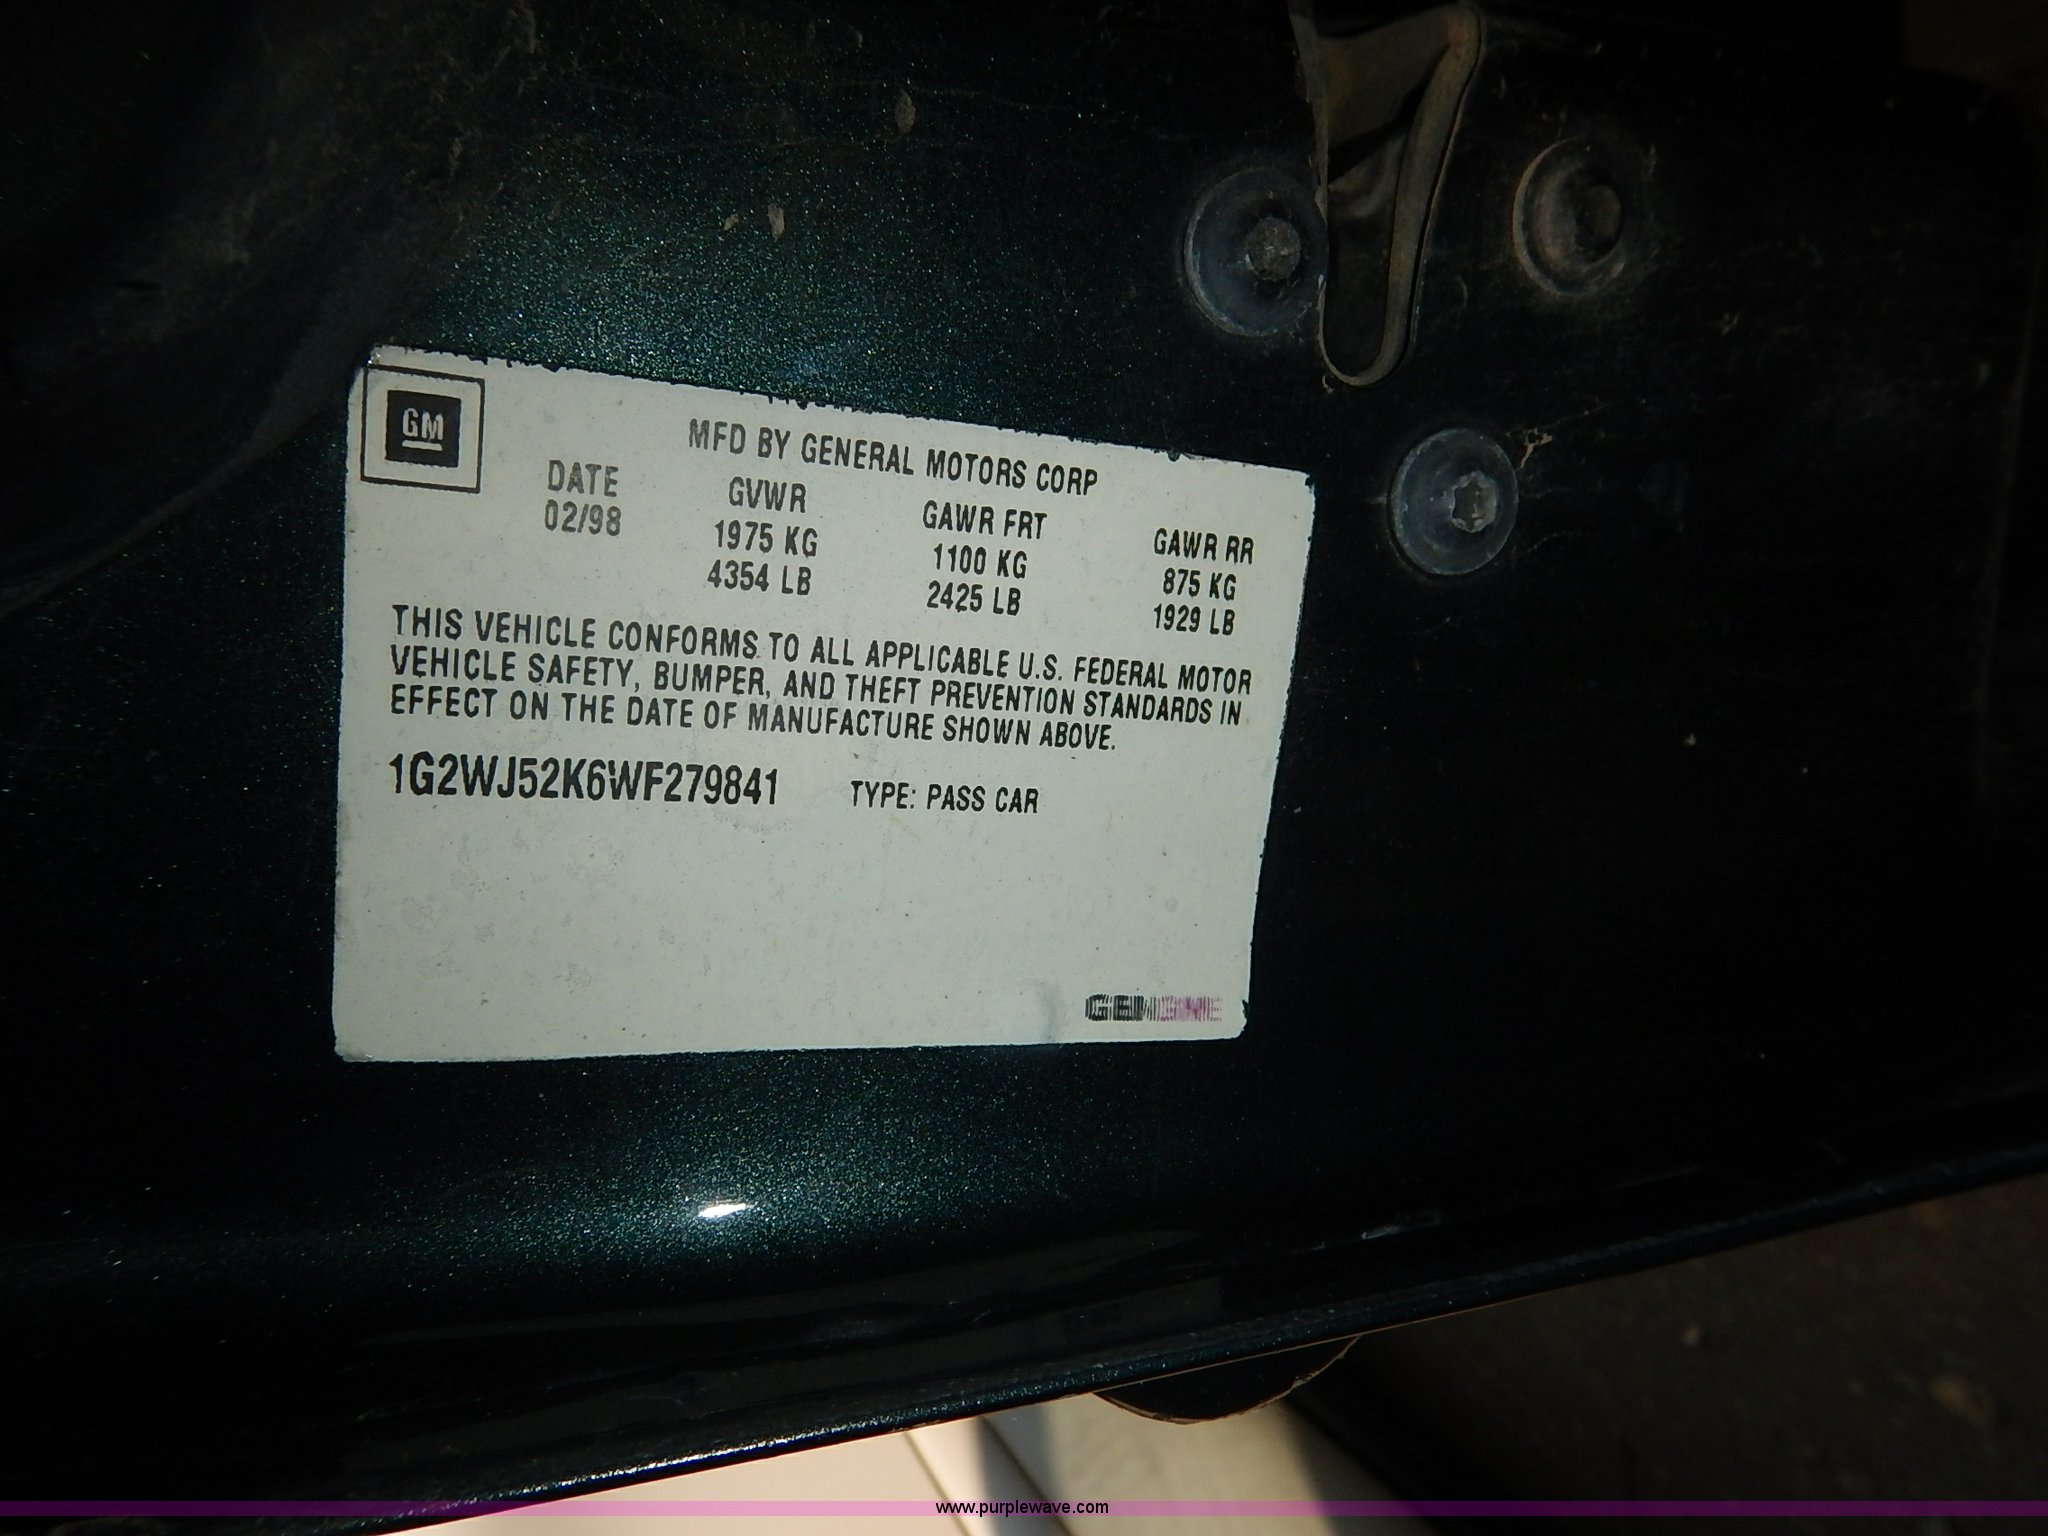 GM
MFD BY GENERAL MOTORS CORP
DATE GVWR GAWR FRT GAWR RR
02/98 1975 KG 1100 KG 875 KG
4354 LB 2425 LB 1929 LB
THIS VEHICLE CONFORMS TO ALL APPLICABLE U.S. FEDERAL MOTOR
VEHICLE SAFETY, BUMPER, AND THEFT PREVENTION STANDARDS IN
EFFECT ON THE DATE OF MANUFACTURE SHOWN ABOVE.
1G2WJ52K6WF279841 TYPE: PASS CAR
GENUINE
www.purplewave.com